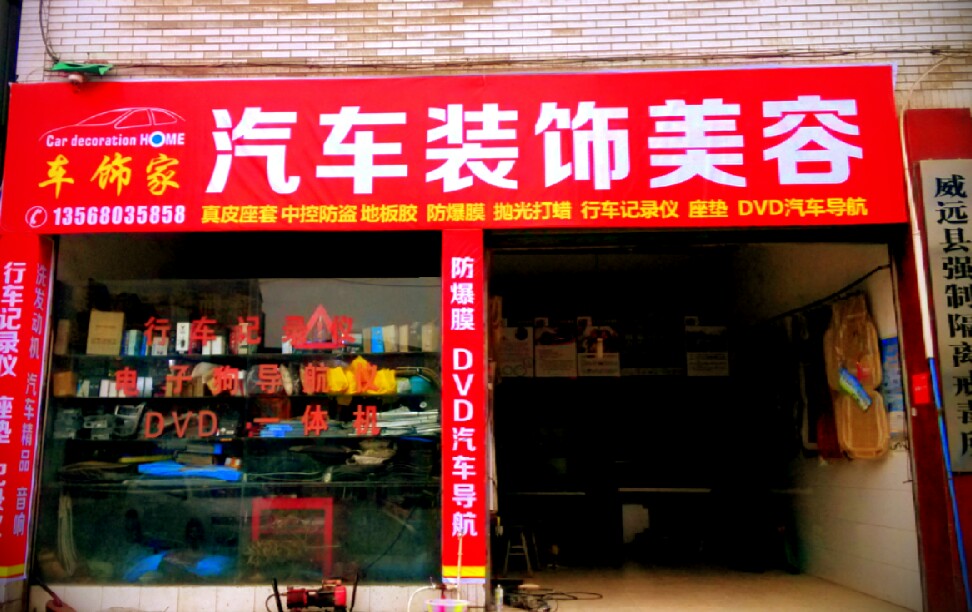 Car decoration HOME
车饰家
13568035858
汽车装饰美容
真皮座套 中控防盗 地板胶 防爆膜 抛光打蜡 行车记录仪 座垫 DVD汽车导航
洗发动机 汽车精品 音响
行车记录仪 座垫
行车记录仪
电子狗导航仪
DVD一体机
防爆膜 DVD汽车导航
威远县强制隔离戒毒所